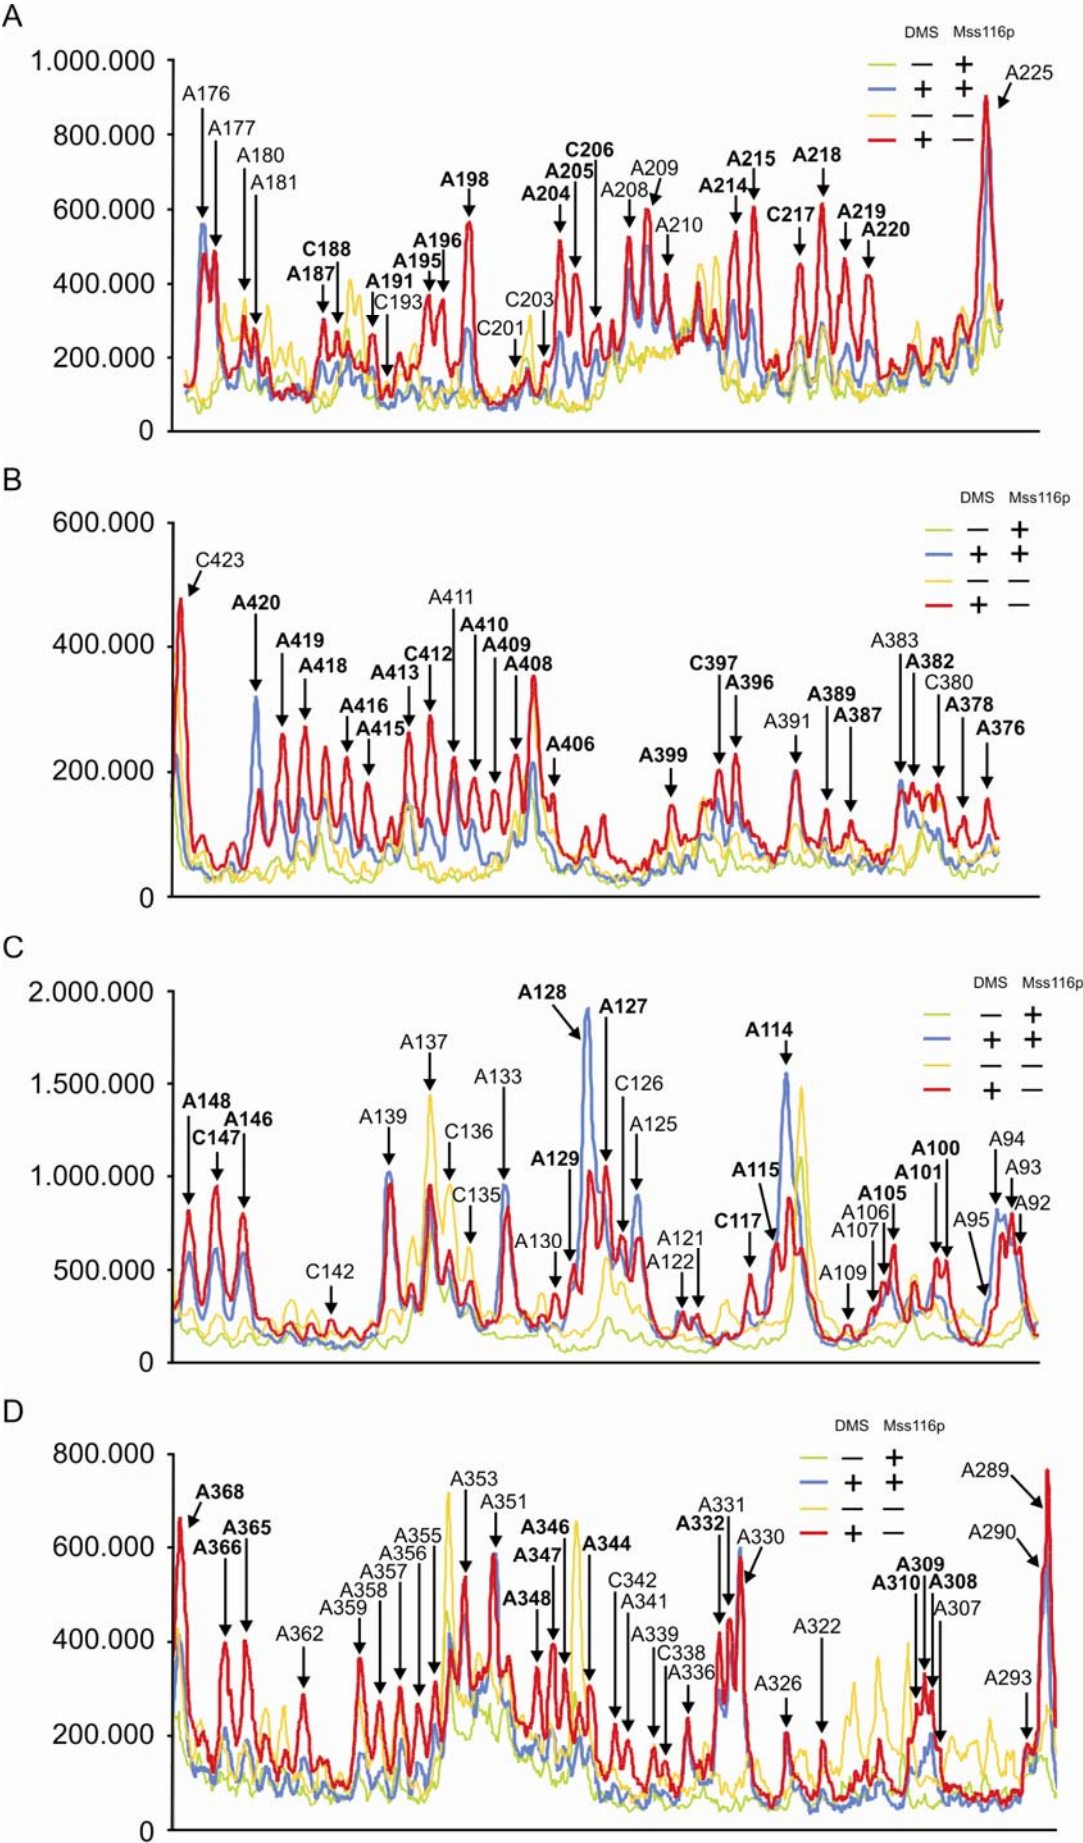 A
DMS Mss116p
1.000.000
— +
+ +
— —
+ —
A225
A176
A177
A180
A181
800.000
C206
A205
A204
A208
A209
A210
A215
A214
A218
C217
A219
A220
600.000
A198
A196
A195
C188
A187
A191
C193
C203
C201
400.000
200.000
0
B
DMS Mss116p
600.000
— +
+ +
— —
+ —
C423
A420
A419
A418
A416
A415
A413
C412
A411
A410
A409
A408
A406
400.000
A399
C397
A396
A391
A389
A387
A383
A382
C380
A378
A376
200.000
0
C
DMS Mss116p
2.000.000
— +
+ +
— —
+ —
A128
A127
A114
A137
1.500.000
A148
C147
A146
A139
C136
C135
A133
C126
A125
A129
A130
1.000.000
C142
A122
A121
C117
A115
A109
A107
A106
A105
A101
A100
A95
A94
A93
A92
500.000
0
D
DMS Mss116p
800.000
— +
+ +
— —
+ —
A289
A290
A368
A366
A365
A353
A351
A355
A356
A357
A358
A359
A362
600.000
A346
A347
A348
A344
C342
A341
A339
C338
A336
A331
A332
A330
A326
A322
A309
A310
A308
A307
A293
400.000
200.000
0